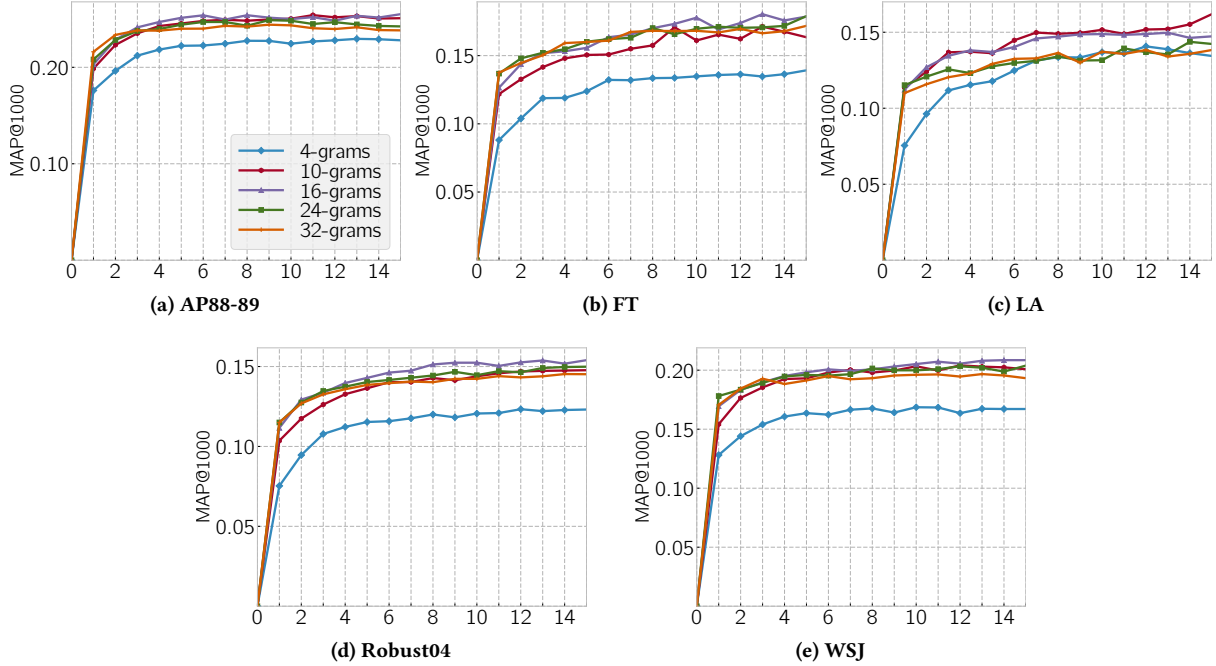 MAP@1000
0.20
0.10
4-grams
10-grams
16-grams
24-grams
32-grams
0 2 4 6 8 10 12 14
(a) AP88-89
MAP@1000
0.15
0.10
0.05
0 2 4 6 8 10 12 14
(b) FT
MAP@1000
0.15
0.10
0.05
0 2 4 6 8 10 12 14
(c) LA
MAP@1000
0.15
0.10
0.05
0 2 4 6 8 10 12 14
(d) Robust04
MAP@1000
0.20
0.15
0.10
0.05
0 2 4 6 8 10 12 14
(e) WSJ